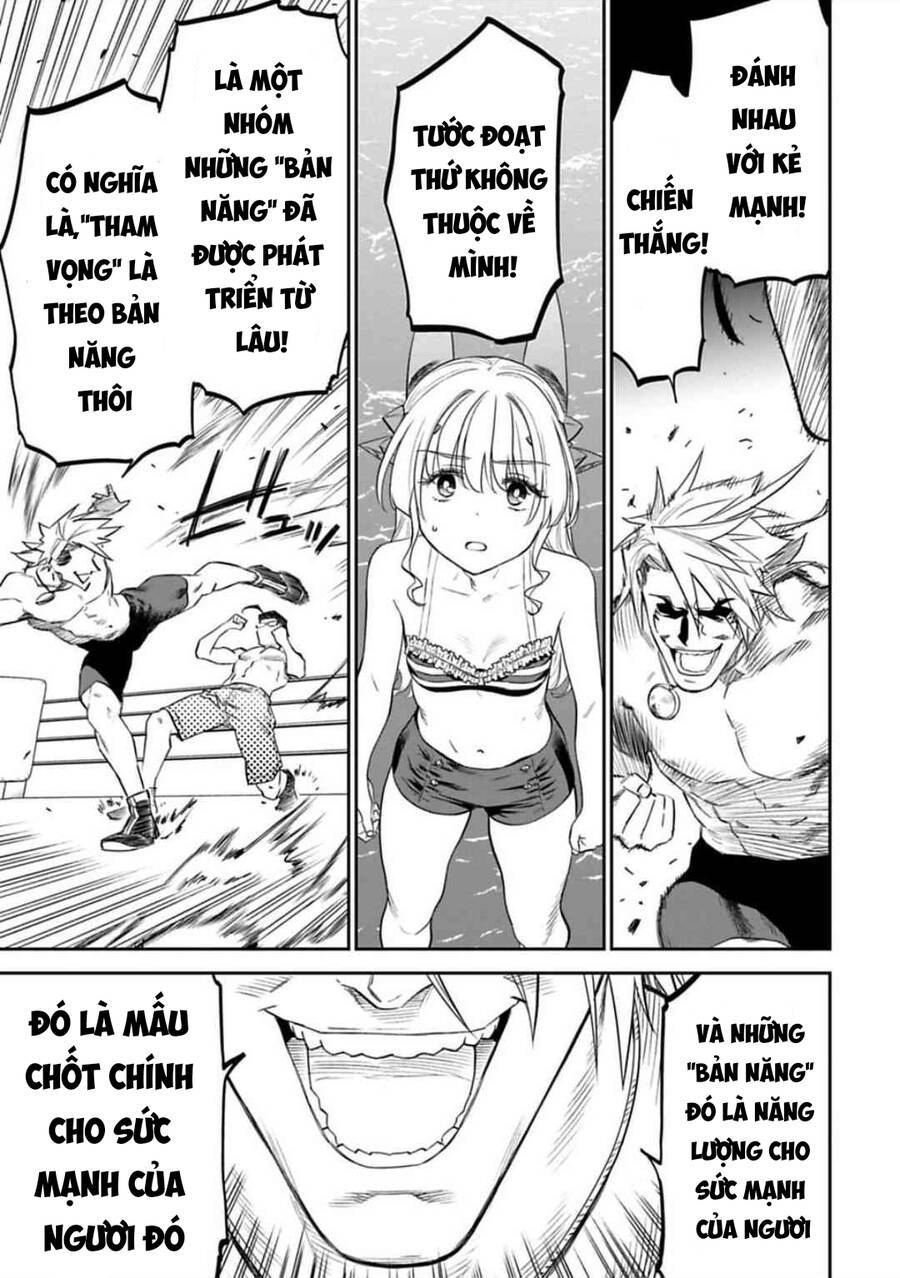 ĐÁNH
NHAU
VỚI KẺ
MẠNH!
CHIẾN
THẮNG!
TƯỚC ĐOẠT
THỨ KHÔNG
THUỘC VỀ
MÌNH!
LÀ MỘT
NHÓM
NHỮNG "BẢN
NĂNG" ĐÃ
ĐƯỢC PHÁT
TRIỂN TỪ
LÂU!
CÓ NGHĨA
LÀ,"THAM
VỌNG" LÀ
THEO BẢN
NĂNG
THÔI
VÀ NHỮNG
"BẢN NĂNG"
ĐÓ LÀ NĂNG
LƯỢNG CHO
SỨC MẠNH
CỦA NGƯƠI
ĐÓ LÀ MẤU
CHỐT CHÍNH
CHO SỨC
MẠNH CỦA
NGƯƠI ĐÓ